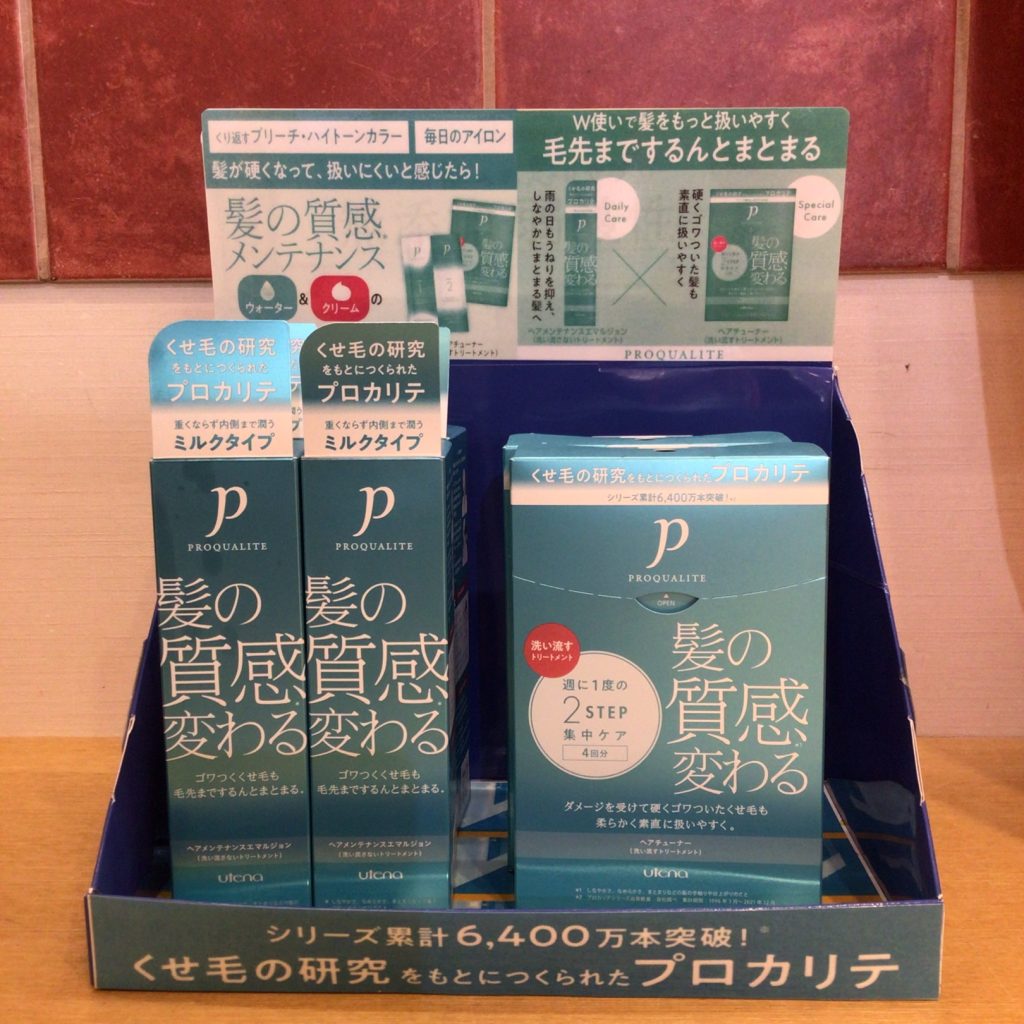 くり返すブリーチ・ハイトーンカラー
毎日のアイロン
髪が硬くなって、扱いにくいと感じたら!
髪の質感
メンテナンス
ウォーター & クリーム の
W使いで髪をもっと扱いやすく
毛先までするんとまとまる
雨の日もうねりを抑え、
しなやかにまとまる髪へ
Daily
Care
硬くゴワついた髪も
素直に扱いやすく
Special
Care
ヘアメンテナンスエマルジョン
(洗い流さないトリートメント)
ヘアチューナー
(洗い流すトリートメント)
PROQUALITE
くせ毛の研究
をもとにつくられた
プロカリテ
重くならず内側まで潤う
ミルクタイプ
P
PROQUALITE
髪の
質感
変わる
ゴワつくくせ毛も
毛先までするんとまとまる。
ヘアメンテナンスエマルジョン
(洗い流さないトリートメント)
utena
くせ毛の研究
をもとにつくられた
プロカリテ
重くならず内側まで潤う
ミルクタイプ
P
PROQUALITE
髪の
質感
変わる
ゴワつくくせ毛も
毛先までするんとまとまる。
ヘアメンテナンスエマルジョン
(洗い流さないトリートメント)
utena
くせ毛の研究をもとにつくられたプロカリテ
シリーズ累計6,400万本突破!
P
PROQUALITE
OPEN
洗い流す
トリートメント
週に1度の
2 STEP
集中ケア
4回分
髪の
質感
変わる
ダメージを受けて硬くゴワついたくせ毛も
柔らかく素直に扱いやすく。
ヘアチューナー
(洗い流すトリートメント)
utena
シリーズ累計6,400万本突破!
くせ毛の研究をもとにつくられたプロカリテ